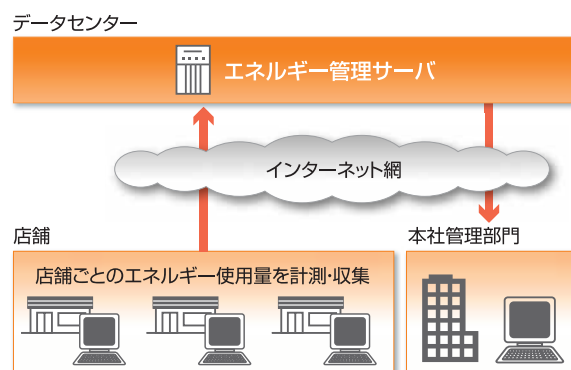 データセンター
エネルギー管理サーバ
インターネット網
店舗
本社管理部門
店舗ごとのエネルギー使用量を計測・収集